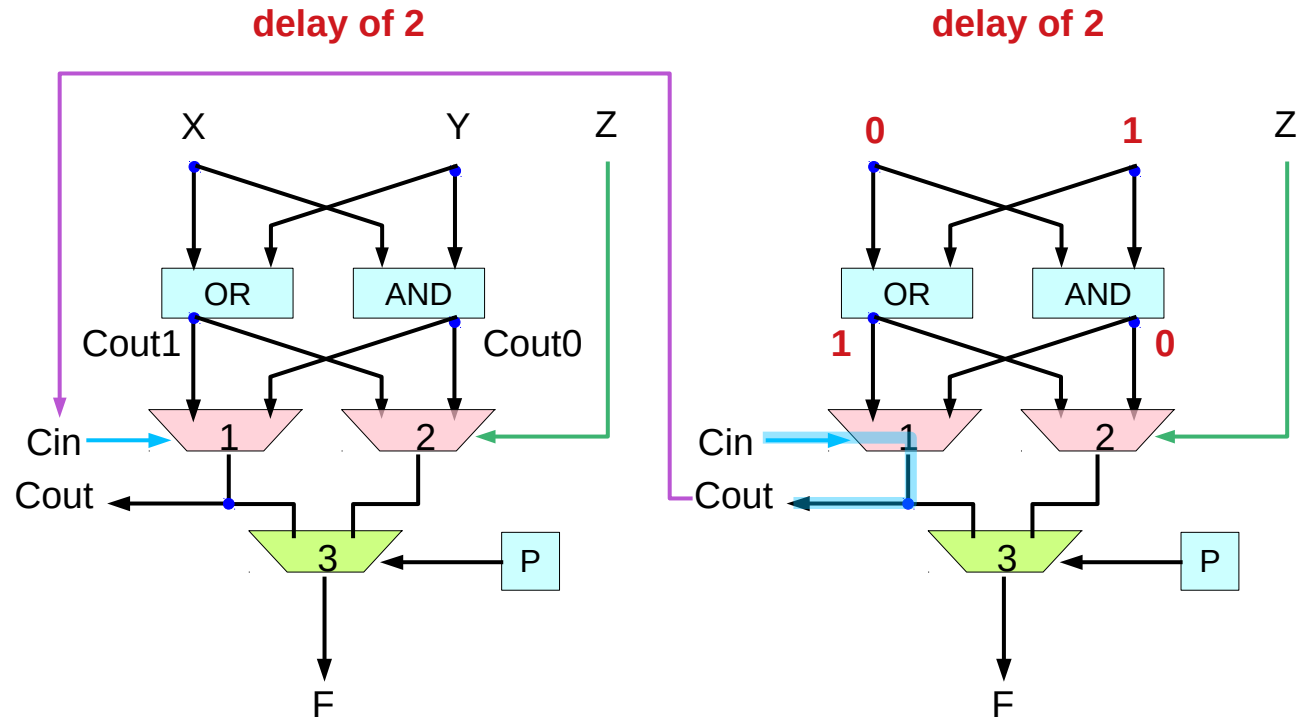 delay of 2
delay of 2
X
Y
Z
0
1
Z
OR
AND
OR
AND
Cout1
Cout0
1
0
Cin
1
2
Cin
1
2
Cout
Cout
3
P
3
P
F
F